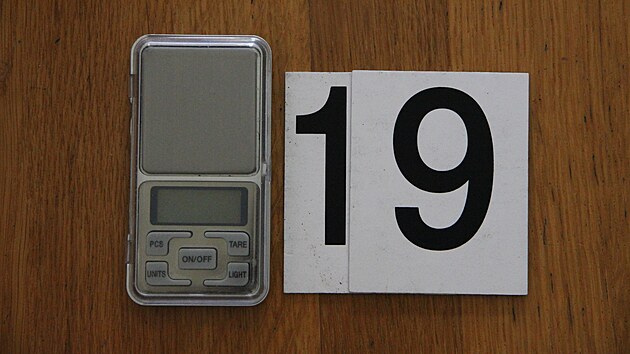 PCS
TARE
ON/OFF
UNITS
LIGHT
19